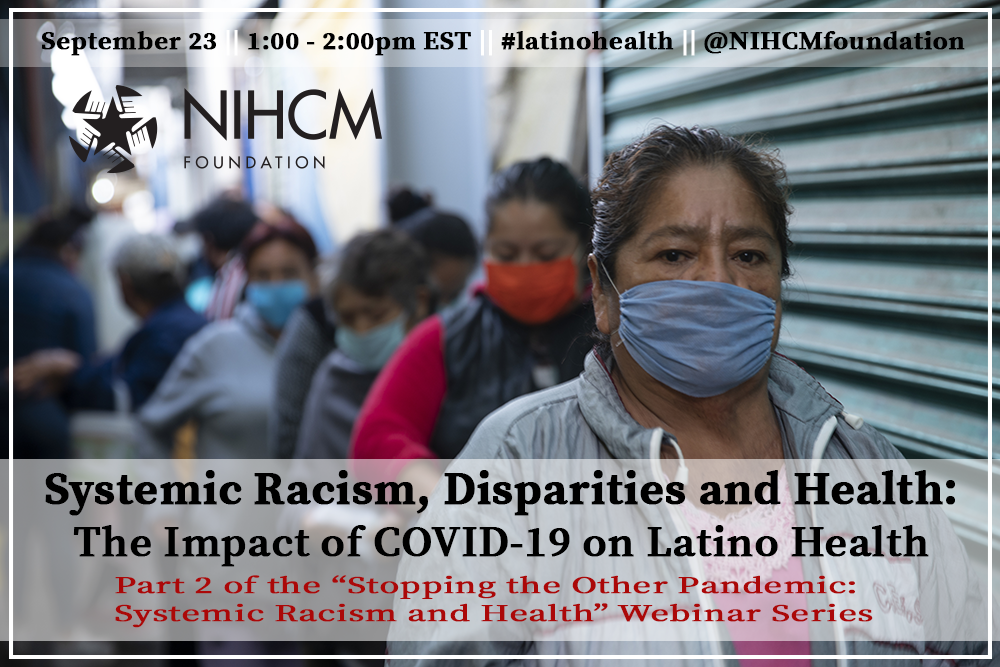 September 23 || 1:00 - 2:00pm EST || #latinohealth || @NIHCMfoundation
NIHCM
FOUNDATION
Systemic Racism, Disparities and Health:
The Impact of COVID-19 on Latino Health
Part 2 of the “Stopping the Other Pandemic:
Systemic Racism and Health” Webinar Series